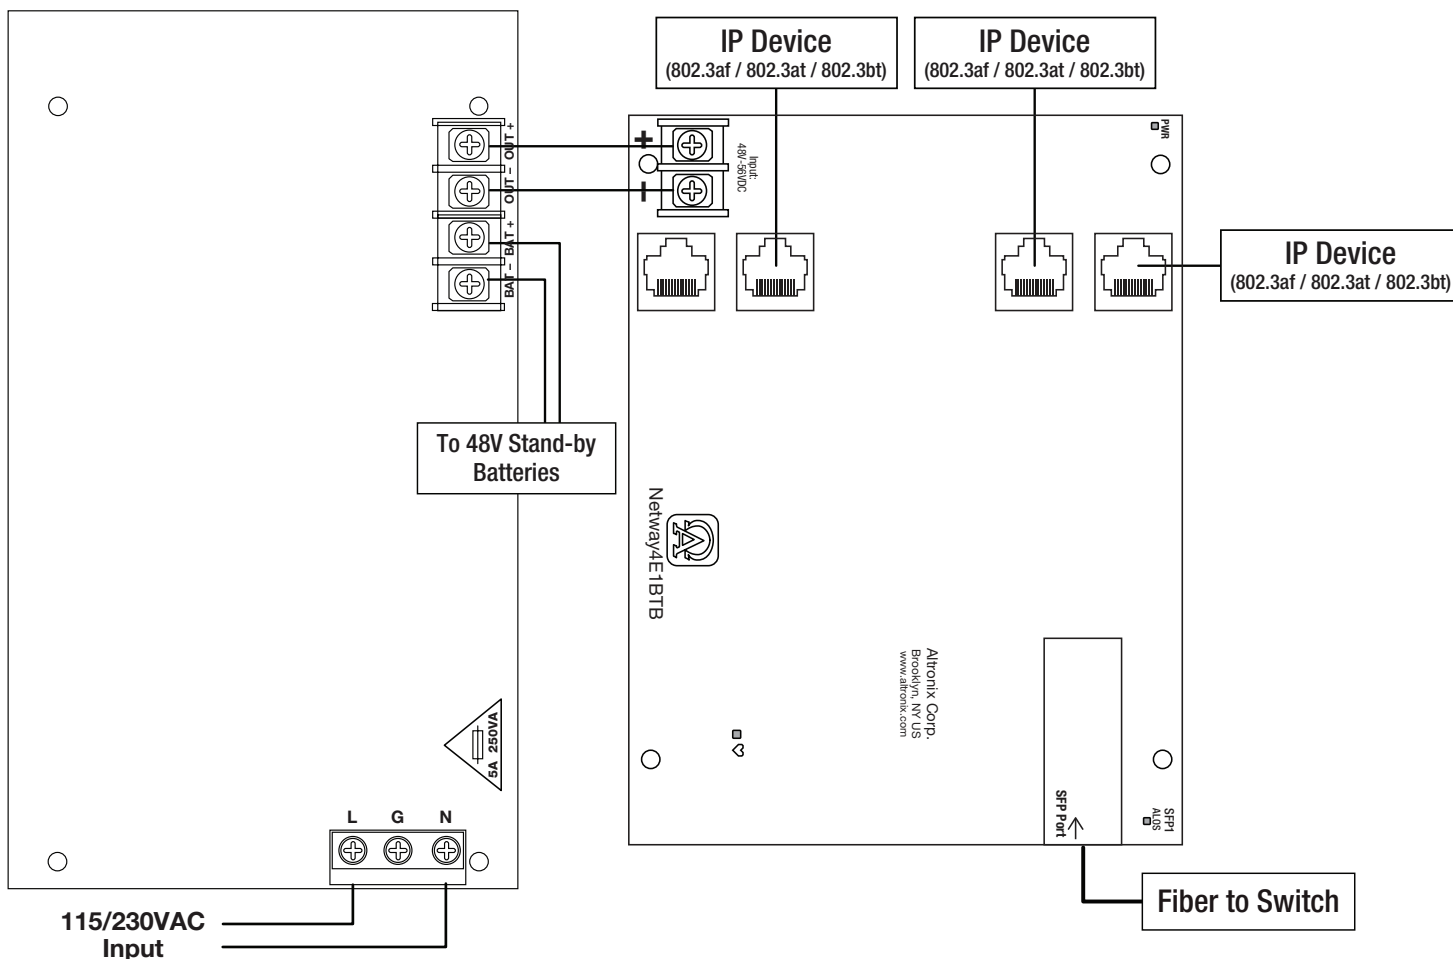 IP Device
(802.3af / 802.3at / 802.3bt)
IP Device
(802.3af / 802.3at / 802.3bt)
OUT +
OUT −
BAT +
BAT −
+
−
Input:
48V-56VDC
PWR
IP Device
(802.3af / 802.3at / 802.3bt)
To 48V Stand-by
Batteries
Netway4E1BTB
Altronix Corp.
Brooklyn, NY US
www.altronix.com
5A 250VA
L G N
SFP Port
SFP1
ALOS
115/230VAC
Input
Fiber to Switch